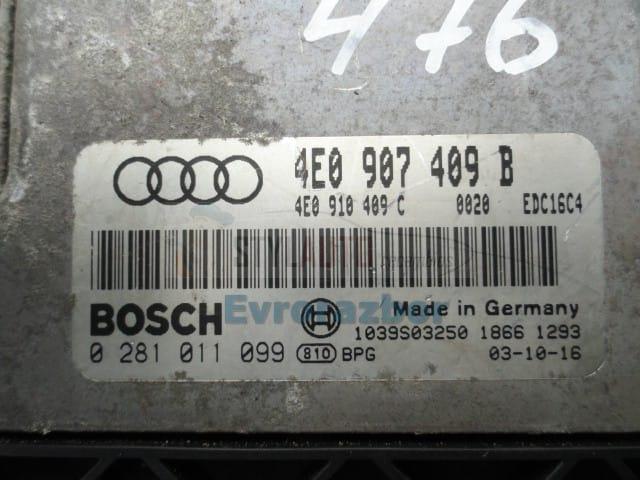 476
4E0 907 409 B
4E0 910 409 C 0020 EDC16C4
STYLAUTO
Evrorazbor
BOSCH Made in Germany
1039S03250 1866 1293
0 281 011 099 810 BPG 03-10-16